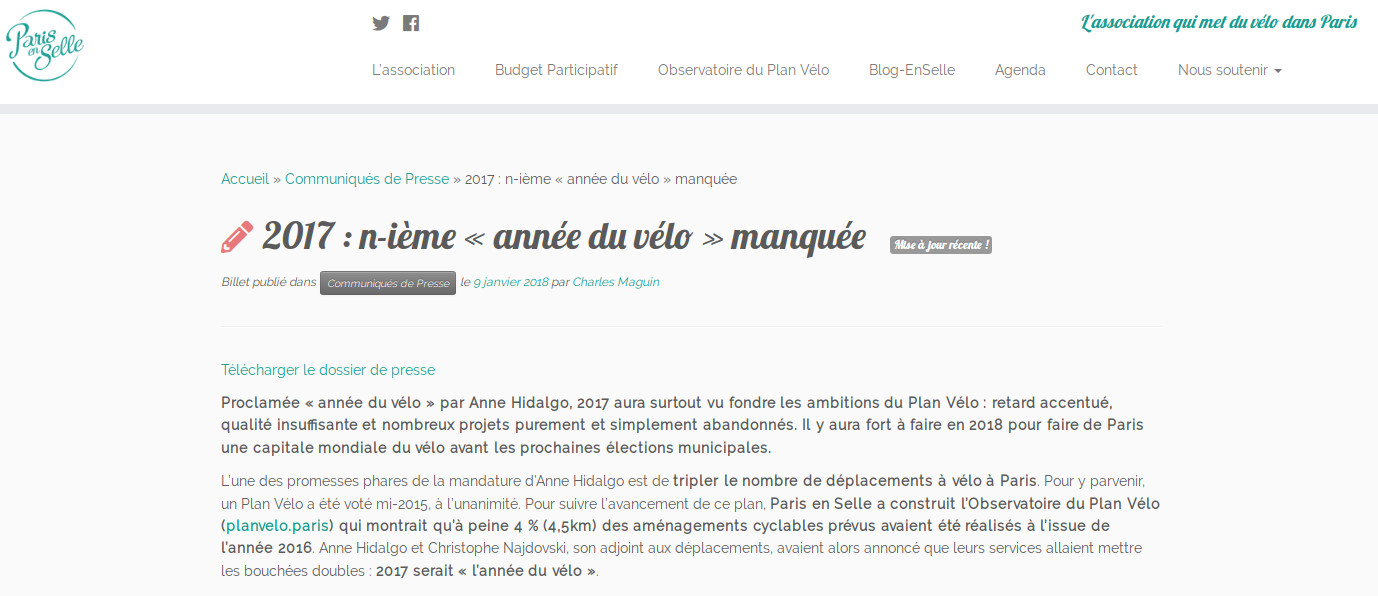 Paris en Selle
L'association qui met du vélo dans Paris
L'association Budget Participatif Observatoire du Plan Vélo Blog-EnSelle Agenda Contact Nous soutenir
Accueil » Communiqués de Presse » 2017 : n-ième « année du vélo » manquée
2017 : n-ième « année du vélo » manquée Mise à jour récente !
Billet publié dans Communiqués de Presse le 9 janvier 2018 par Charles Maguin
Télécharger le dossier de presse
Proclamée « année du vélo » par Anne Hidalgo, 2017 aura surtout vu fondre les ambitions du Plan Vélo : retard accentué,
qualité insuffisante et nombreux projets purement et simplement abandonnés. Il y aura fort à faire en 2018 pour faire de Paris
une capitale mondiale du vélo avant les prochaines élections municipales.
L'une des promesses phares de la mandature d'Anne Hidalgo est de tripler le nombre de déplacements à vélo à Paris. Pour y parvenir,
un Plan Vélo a été voté mi-2015, à l'unanimité. Pour suivre l'avancement de ce plan, Paris en Selle a construit l'Observatoire du Plan Vélo
(planvelo.paris) qui montrait qu'à peine 4 % (4,5km) des aménagements cyclables prévus avaient été réalisés à l'issue de
l'année 2016. Anne Hidalgo et Christophe Najdovski, son adjoint aux déplacements, avaient alors annoncé que leurs services allaient mettre
les bouchées doubles : 2017 serait « l'année du vélo ».